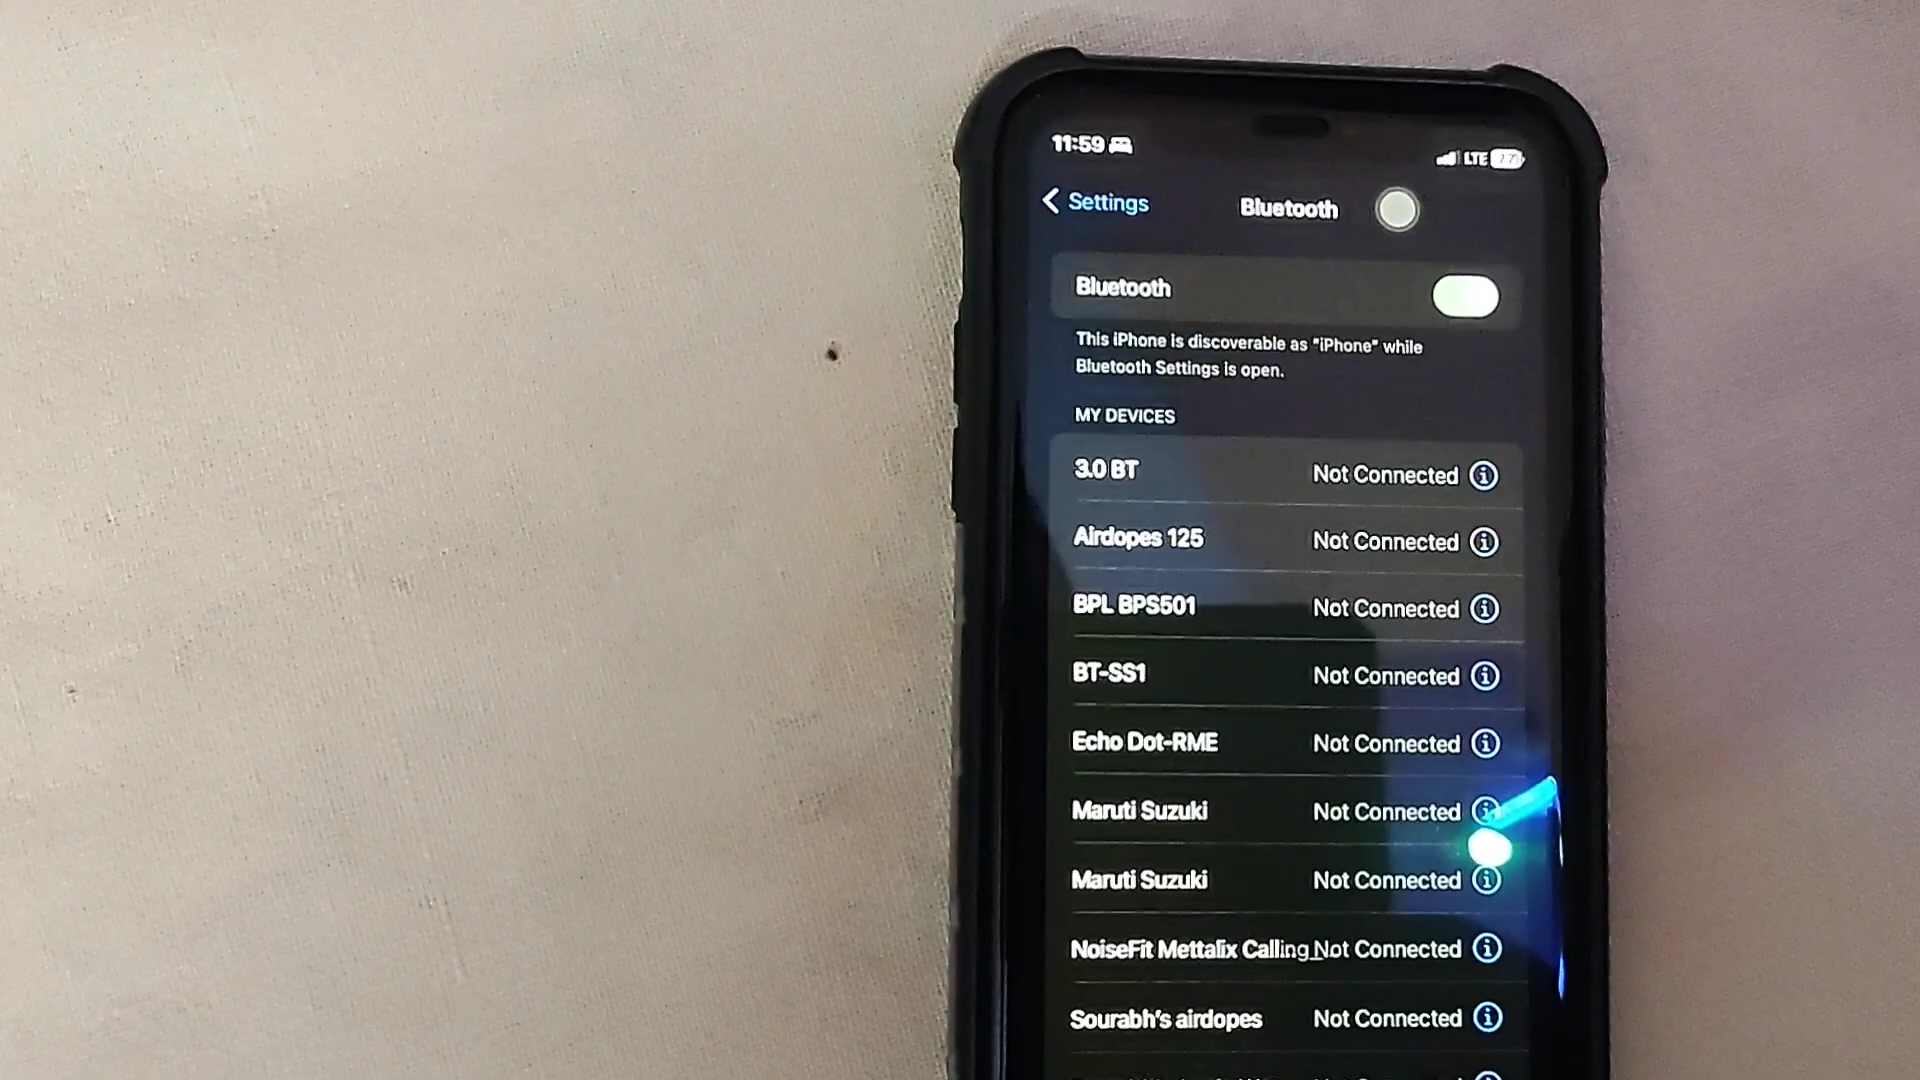 11:59
LTE 77
Settings
Bluetooth
Bluetooth
This iPhone is discoverable as "iPhone" while
Bluetooth Settings is open.
MY DEVICES
3.0 BT Not Connected
Airdopes 125 Not Connected
BPL BPS501 Not Connected
BT-SS1 Not Connected
Echo Dot-RME Not Connected
Maruti Suzuki Not Connected
Maruti Suzuki Not Connected
NoiseFit Mettalix Calling_ Not Connected
Sourabh's airdopes Not Connected